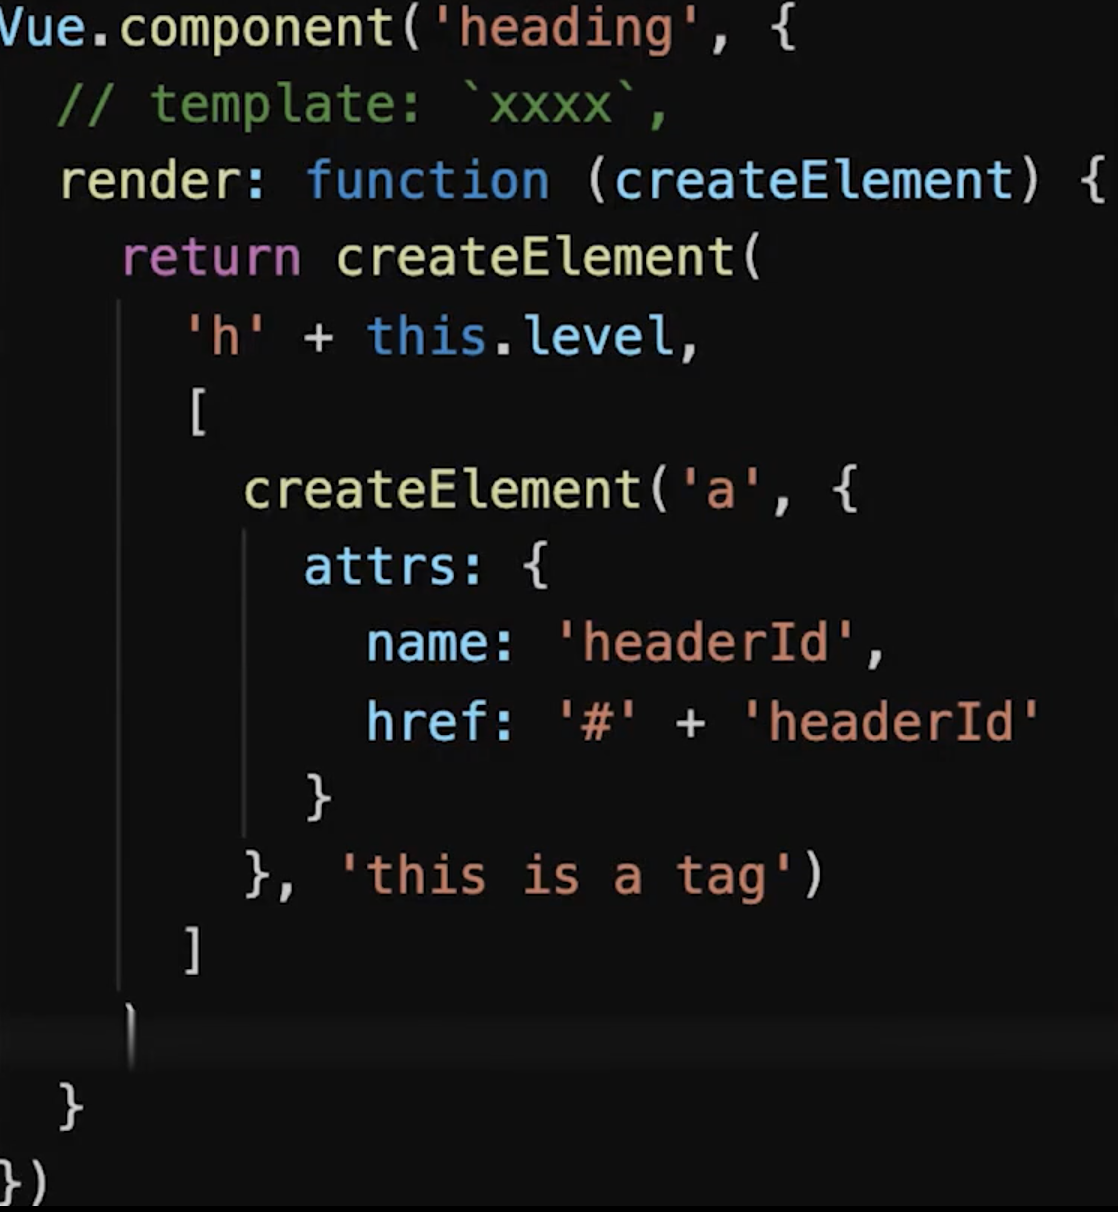 Vue.component('heading', {
  // template: `xxxx`,
  render: function (createElement) {
    return createElement(
      'h' + this.level,
      [
        createElement('a', {
          attrs: {
            name: 'headerId',
            href: '#' + 'headerId'
          }
        }, 'this is a tag')
      ]
    )
  }
})